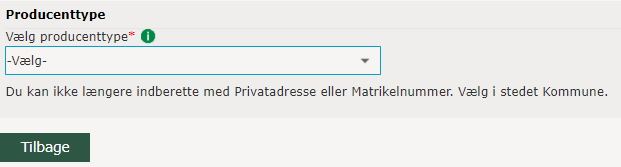 Producenttype
Vælg producenttype*
-Vælg-
Du kan ikke længere indberette med Privatadresse eller Matrikelnummer. Vælg i stedet Kommune.
Tilbage